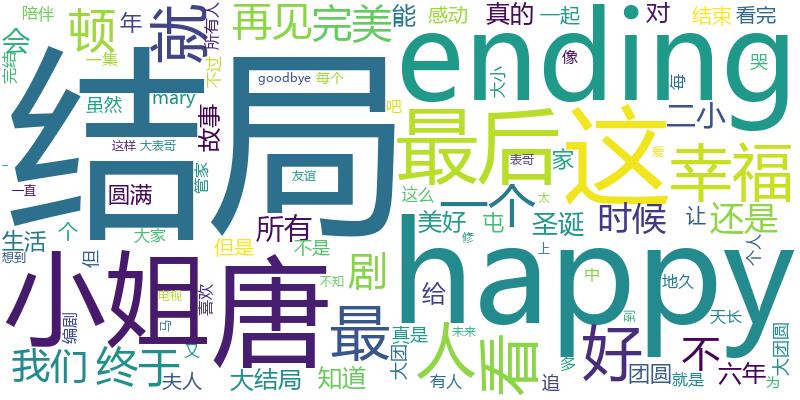 陪伴
顿
年
就
所有人
再见
完美
能
感动
真的
一起
对
结束
看完
会
完结
一集
虽然
mary
不过
goodbye
每个
吧
ending
像
大小
每
哭
结局
故事
这样
大表哥
最后
这
二小
表哥
家
爱
幸福
一直
圆满
管家
友谊
这么
一个
太
美好
屯
圣诞
时候
让
还是
生活
个
大家
所有
但是
不是
修
上
个人
想到
但
小姐
唐
剧
给
happy
中
地久
电视
喜欢
不知
编剧
马
最
真是
未来
到
天长
我们
终于
又
夫人
大结局
知道
大团
人
有人
看
追
好
多
团圆
不
就是
六年
为
大团圆